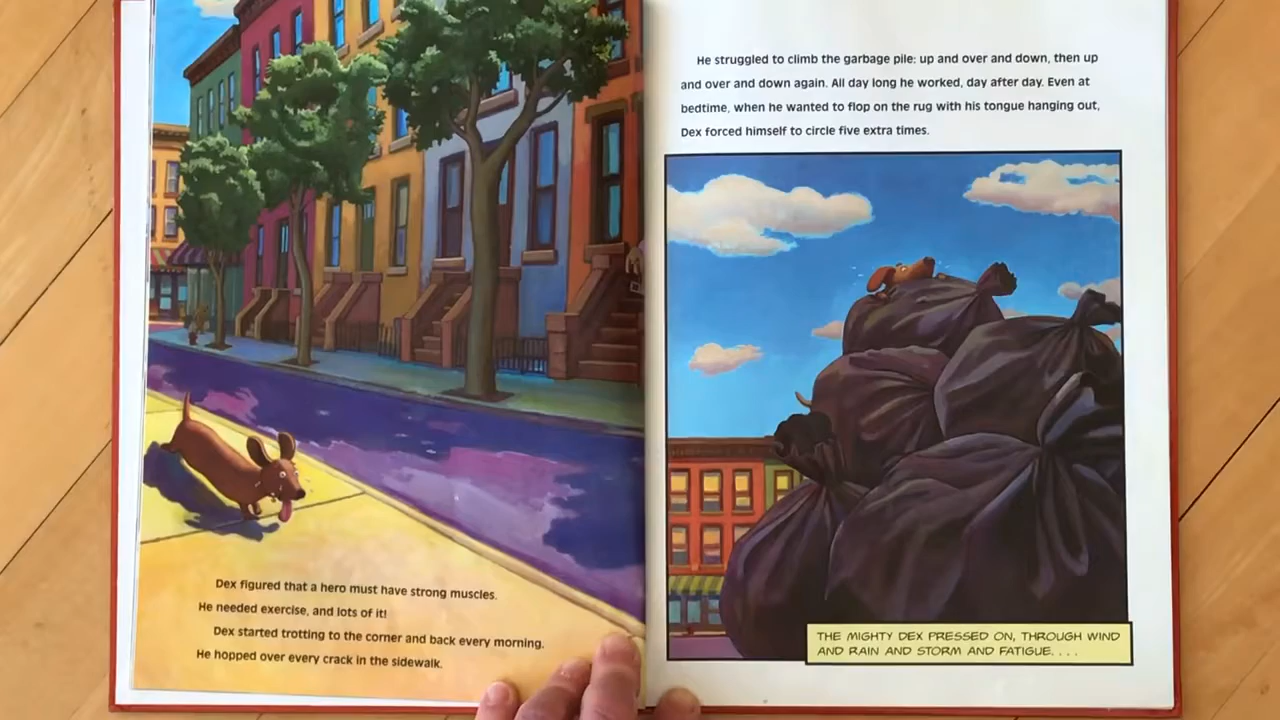 Dex figured that a hero must have strong muscles.
He needed exercise, and lots of it!
Dex started trotting to the corner and back every morning.
He hopped over every crack in the sidewalk.
He struggled to climb the garbage pile: up and over and down, then up
and over and down again. All day long he worked, day after day. Even at
bedtime, when he wanted to flop on the rug with his tongue hanging out,
Dex forced himself to circle five extra times.
THE MIGHTY DEX PRESSED ON, THROUGH WIND
AND RAIN AND STORM AND FATIGUE. . . .